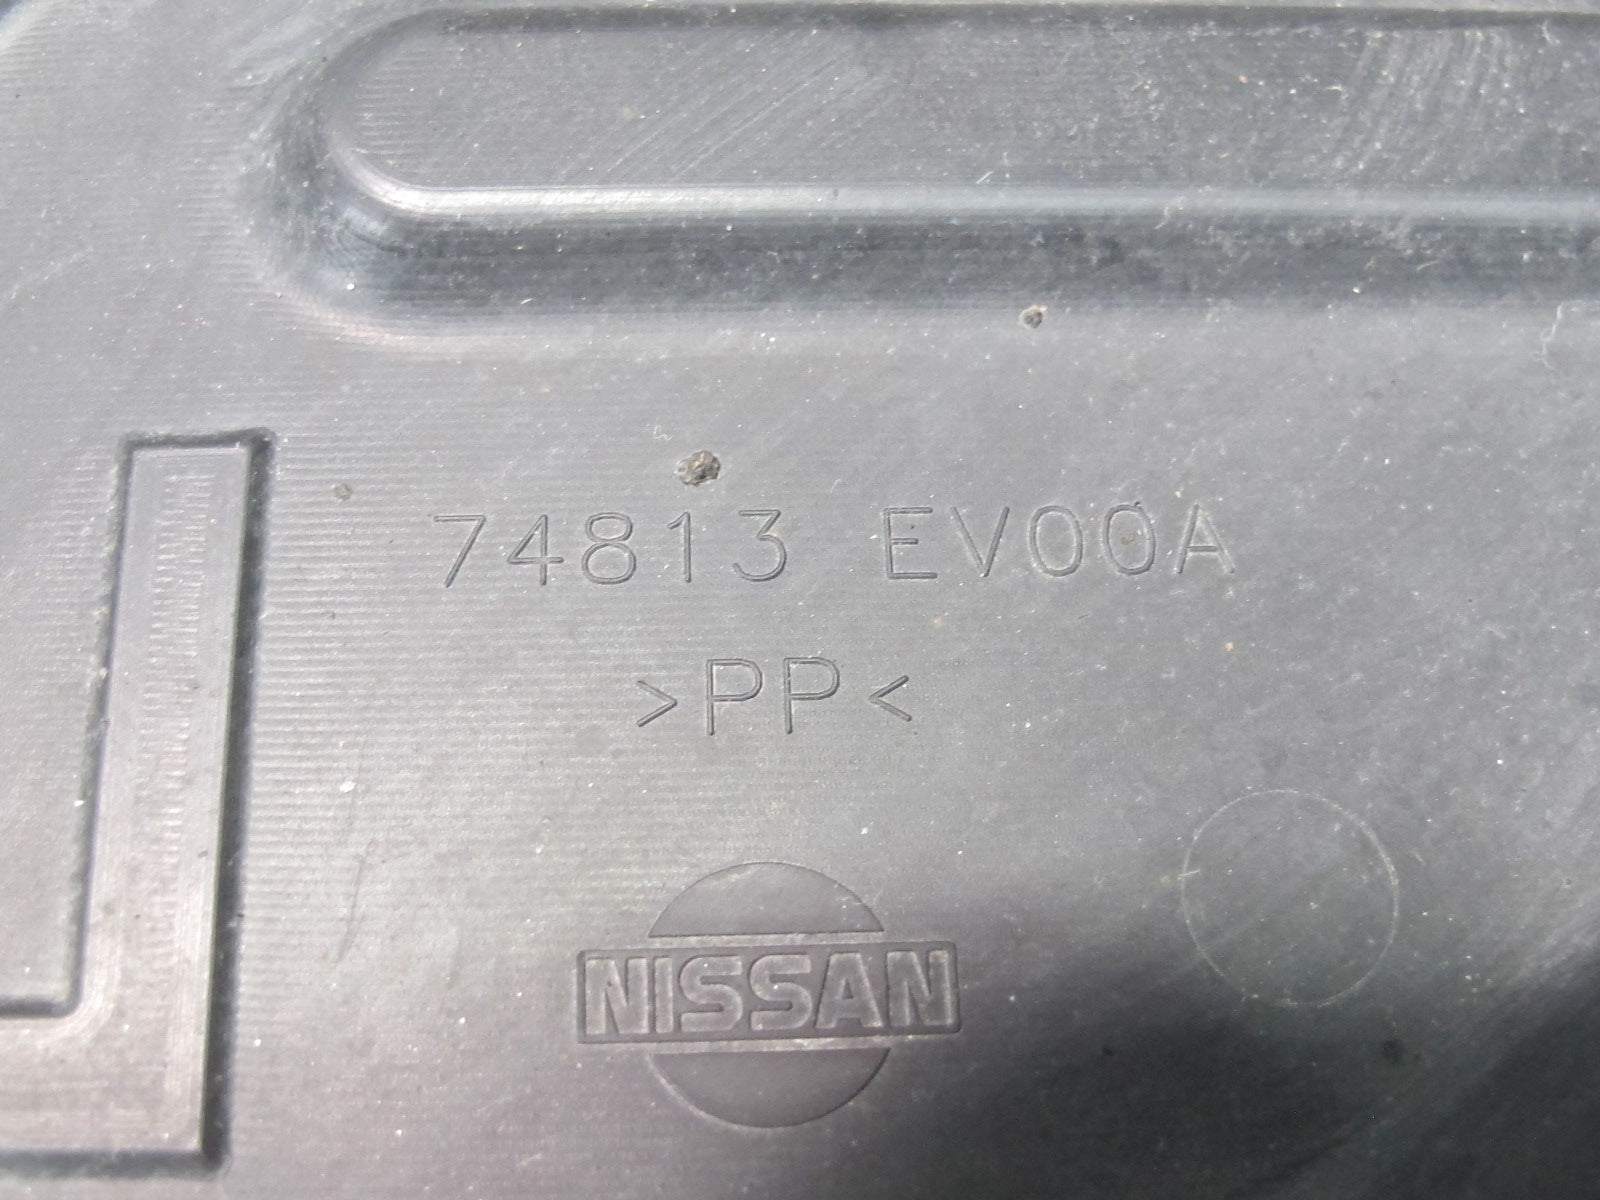 74813 EV00A
>PP<
NISSAN